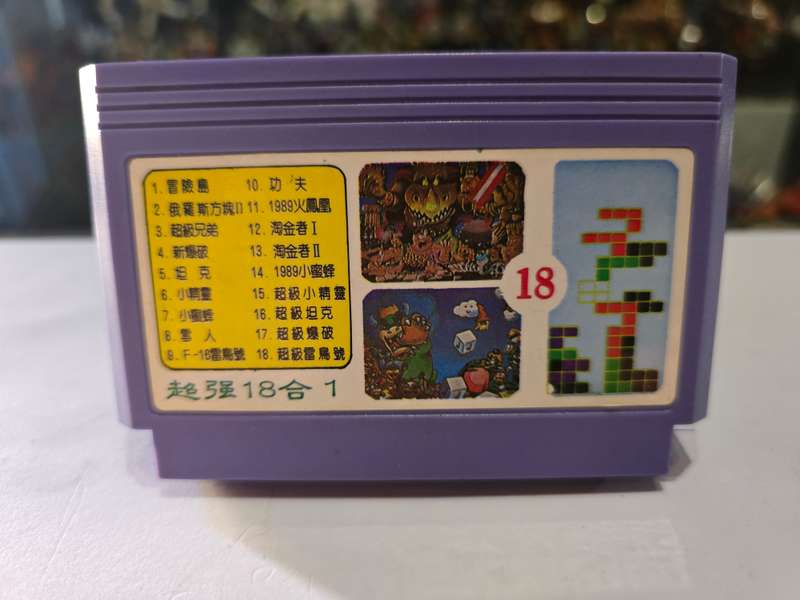 1. 冒險島
2. 俄羅斯方塊II
3. 超級兄弟
4. 新爆破
5. 坦克
6. 小精靈
7. 小蜜蜂
8. 雪人
9. F-16雷鳥號
10. 功夫
11. 1989火鳳凰
12. 淘金者I
13. 淘金者II
14. 1989小蜜蜂
15. 超級小精靈
16. 超級坦克
17. 超級爆破
18. 超級雷鳥號
超强18合1
18